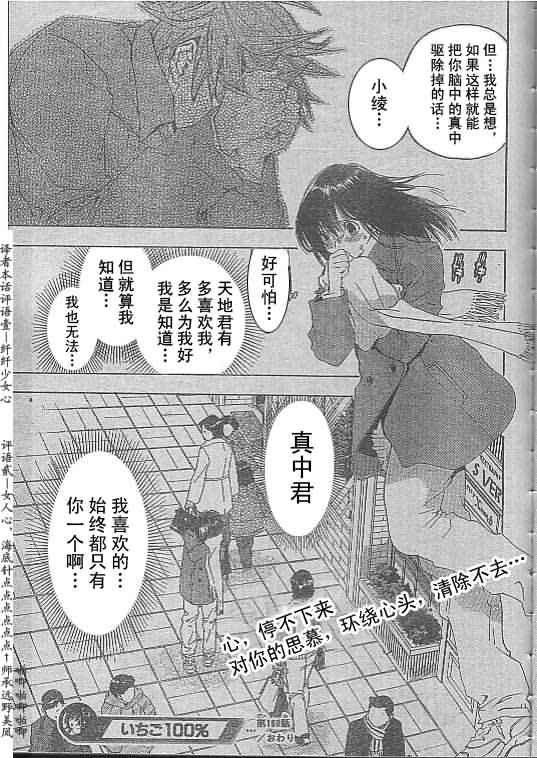 但…我总是想，
如果这样就能
把你脑中的真中
驱除掉的话…
小绫…
好可怕…
天地君有
多喜欢我，
多么为我好
我是知道…
但就算我
知道…
我也无法…
真中君
我喜欢的…
始终都只有
你一个啊…
心，停不下来
对你的思慕，环绕心头，清除不去…
いちご100%
おわり
S VER
译者本话评语壹—纤纤少女心
评语贰—女人心，海底针点点点点点点↑师承远野美凤